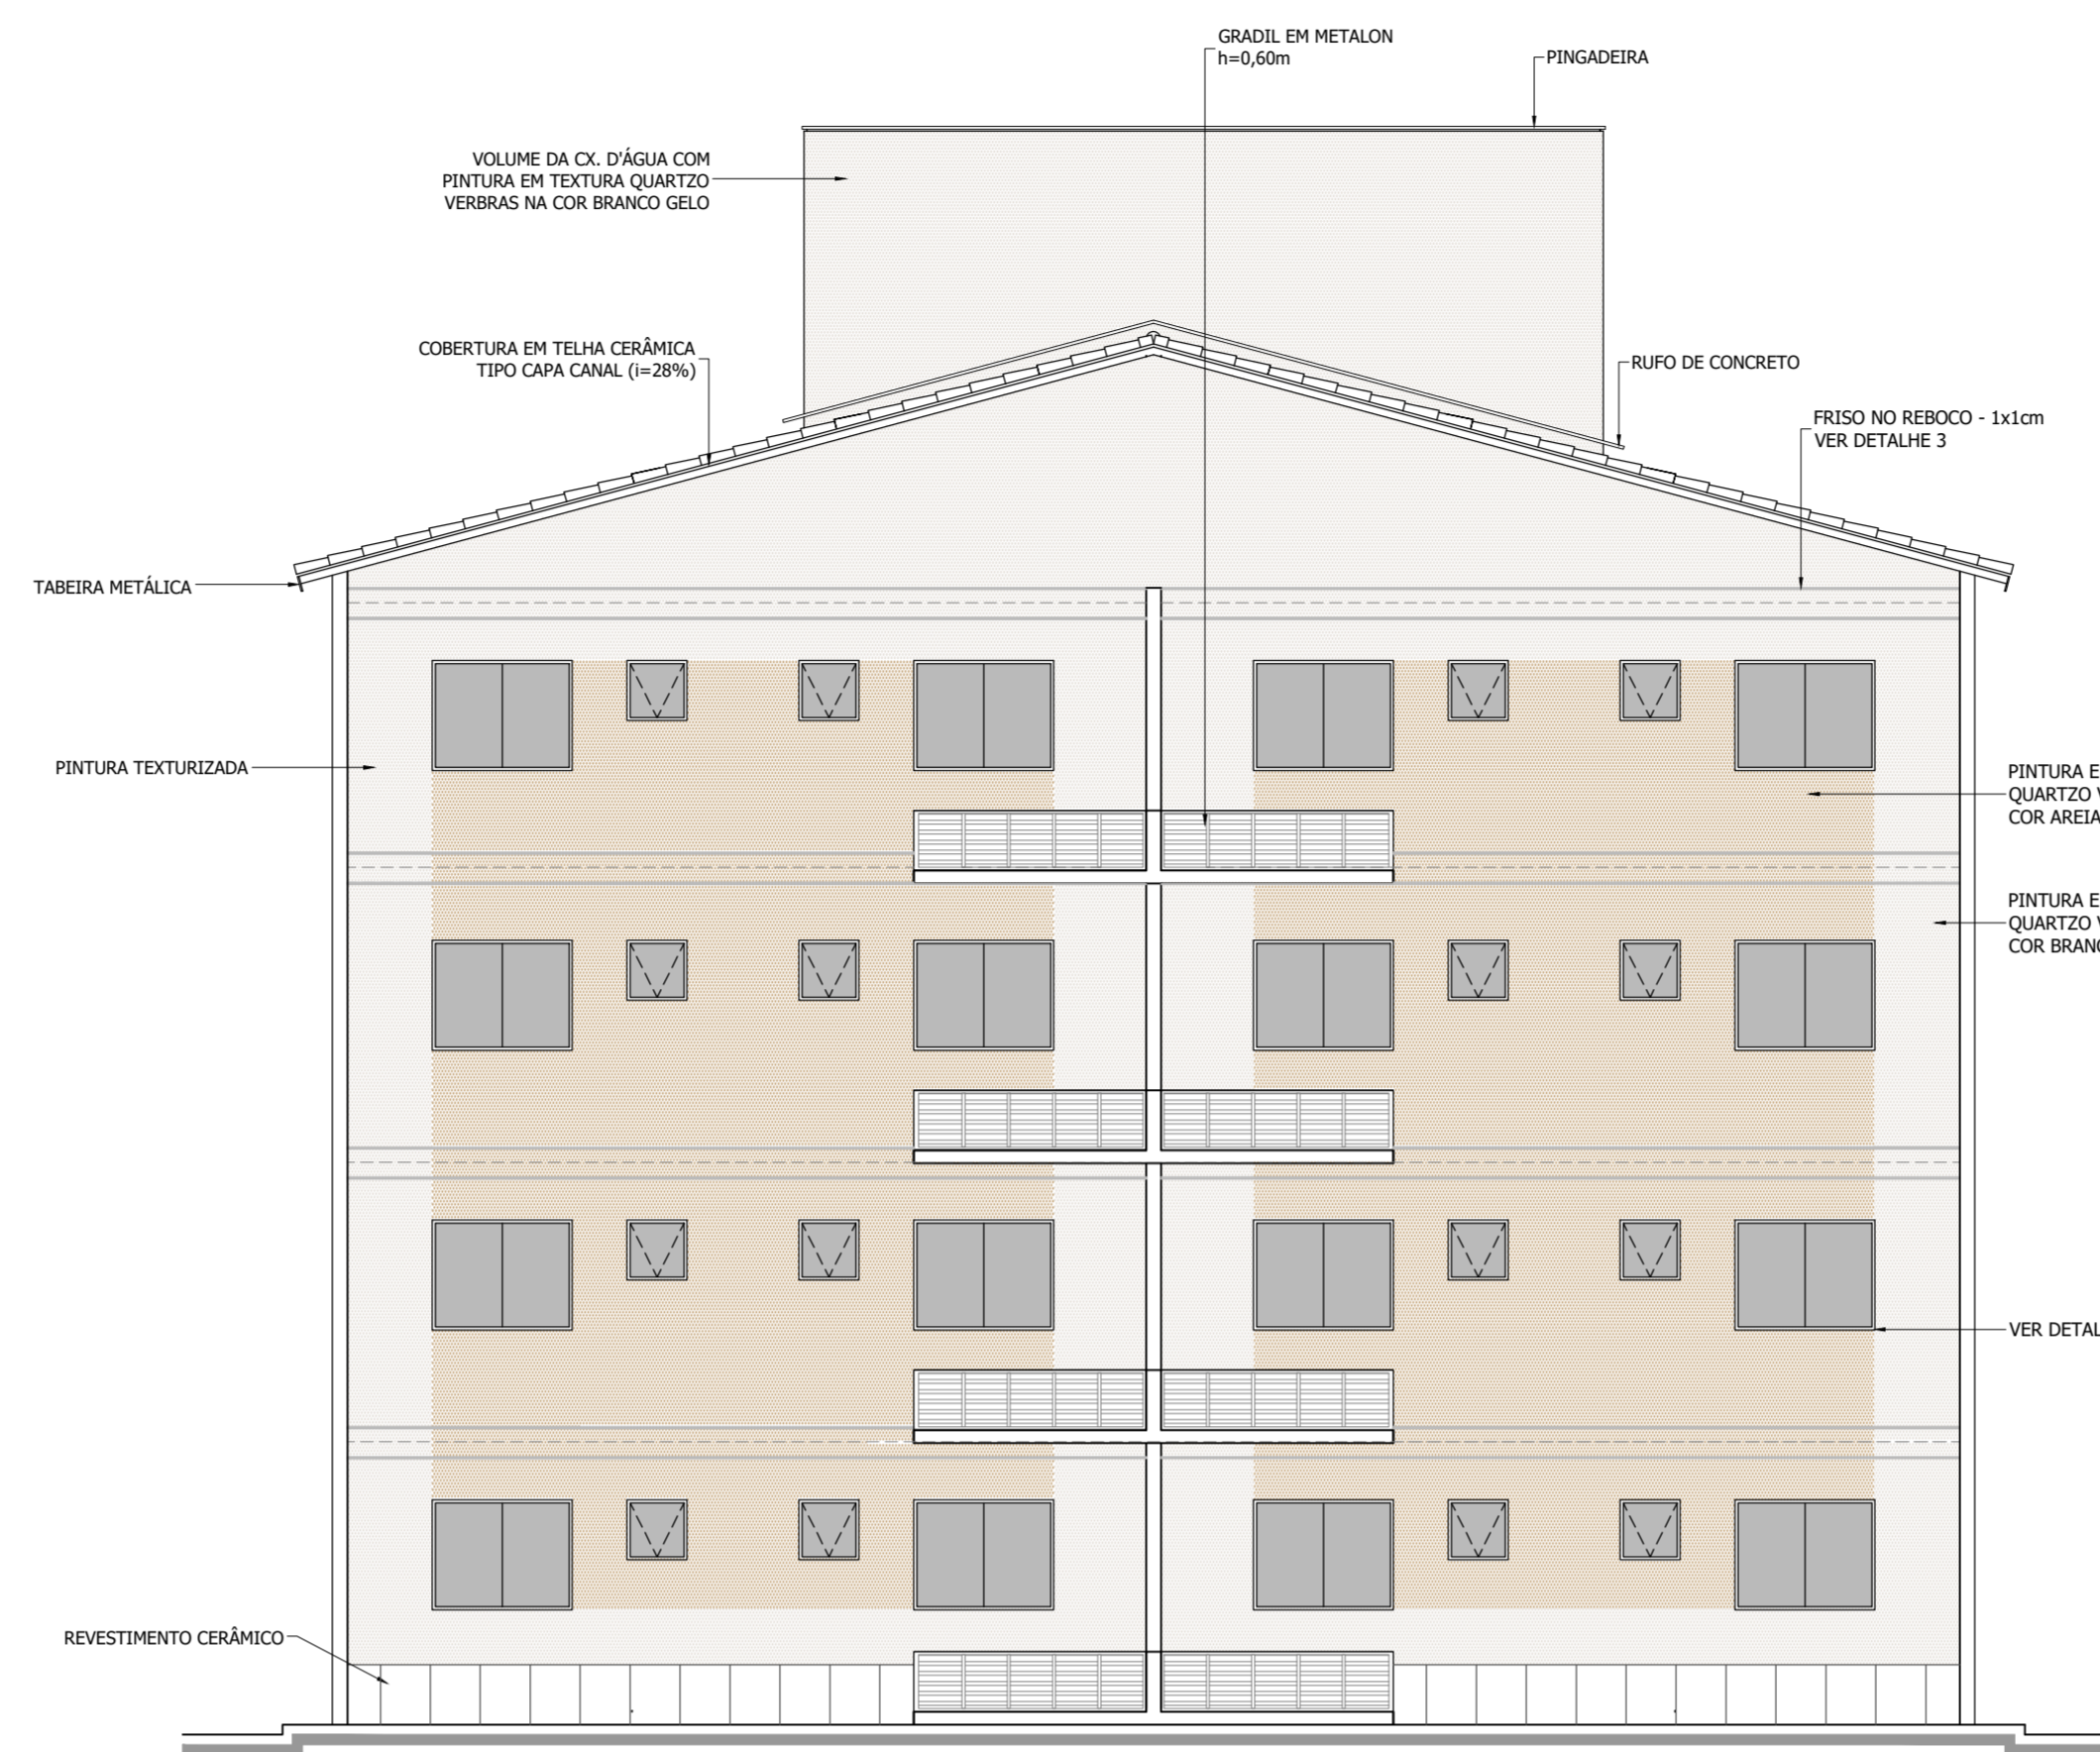 GRADIL EM METALON
h=0,60m
PINGADEIRA
VOLUME DA CX. D'ÁGUA COM
PINTURA EM TEXTURA QUARTZO
VERBRAS NA COR BRANCO GELO
COBERTURA EM TELHA CERÂMICA
TIPO CAPA CANAL (i=28%)
RUFO DE CONCRETO
FRISO NO REBOCO - 1x1cm
VER DETALHE 3
TABEIRA METÁLICA
PINTURA TEXTURIZADA
PINTURA E
QUARTZO V
COR AREIA
PINTURA E
QUARTZO V
COR BRAN
VER DETAL
REVESTIMENTO CERÂMICO